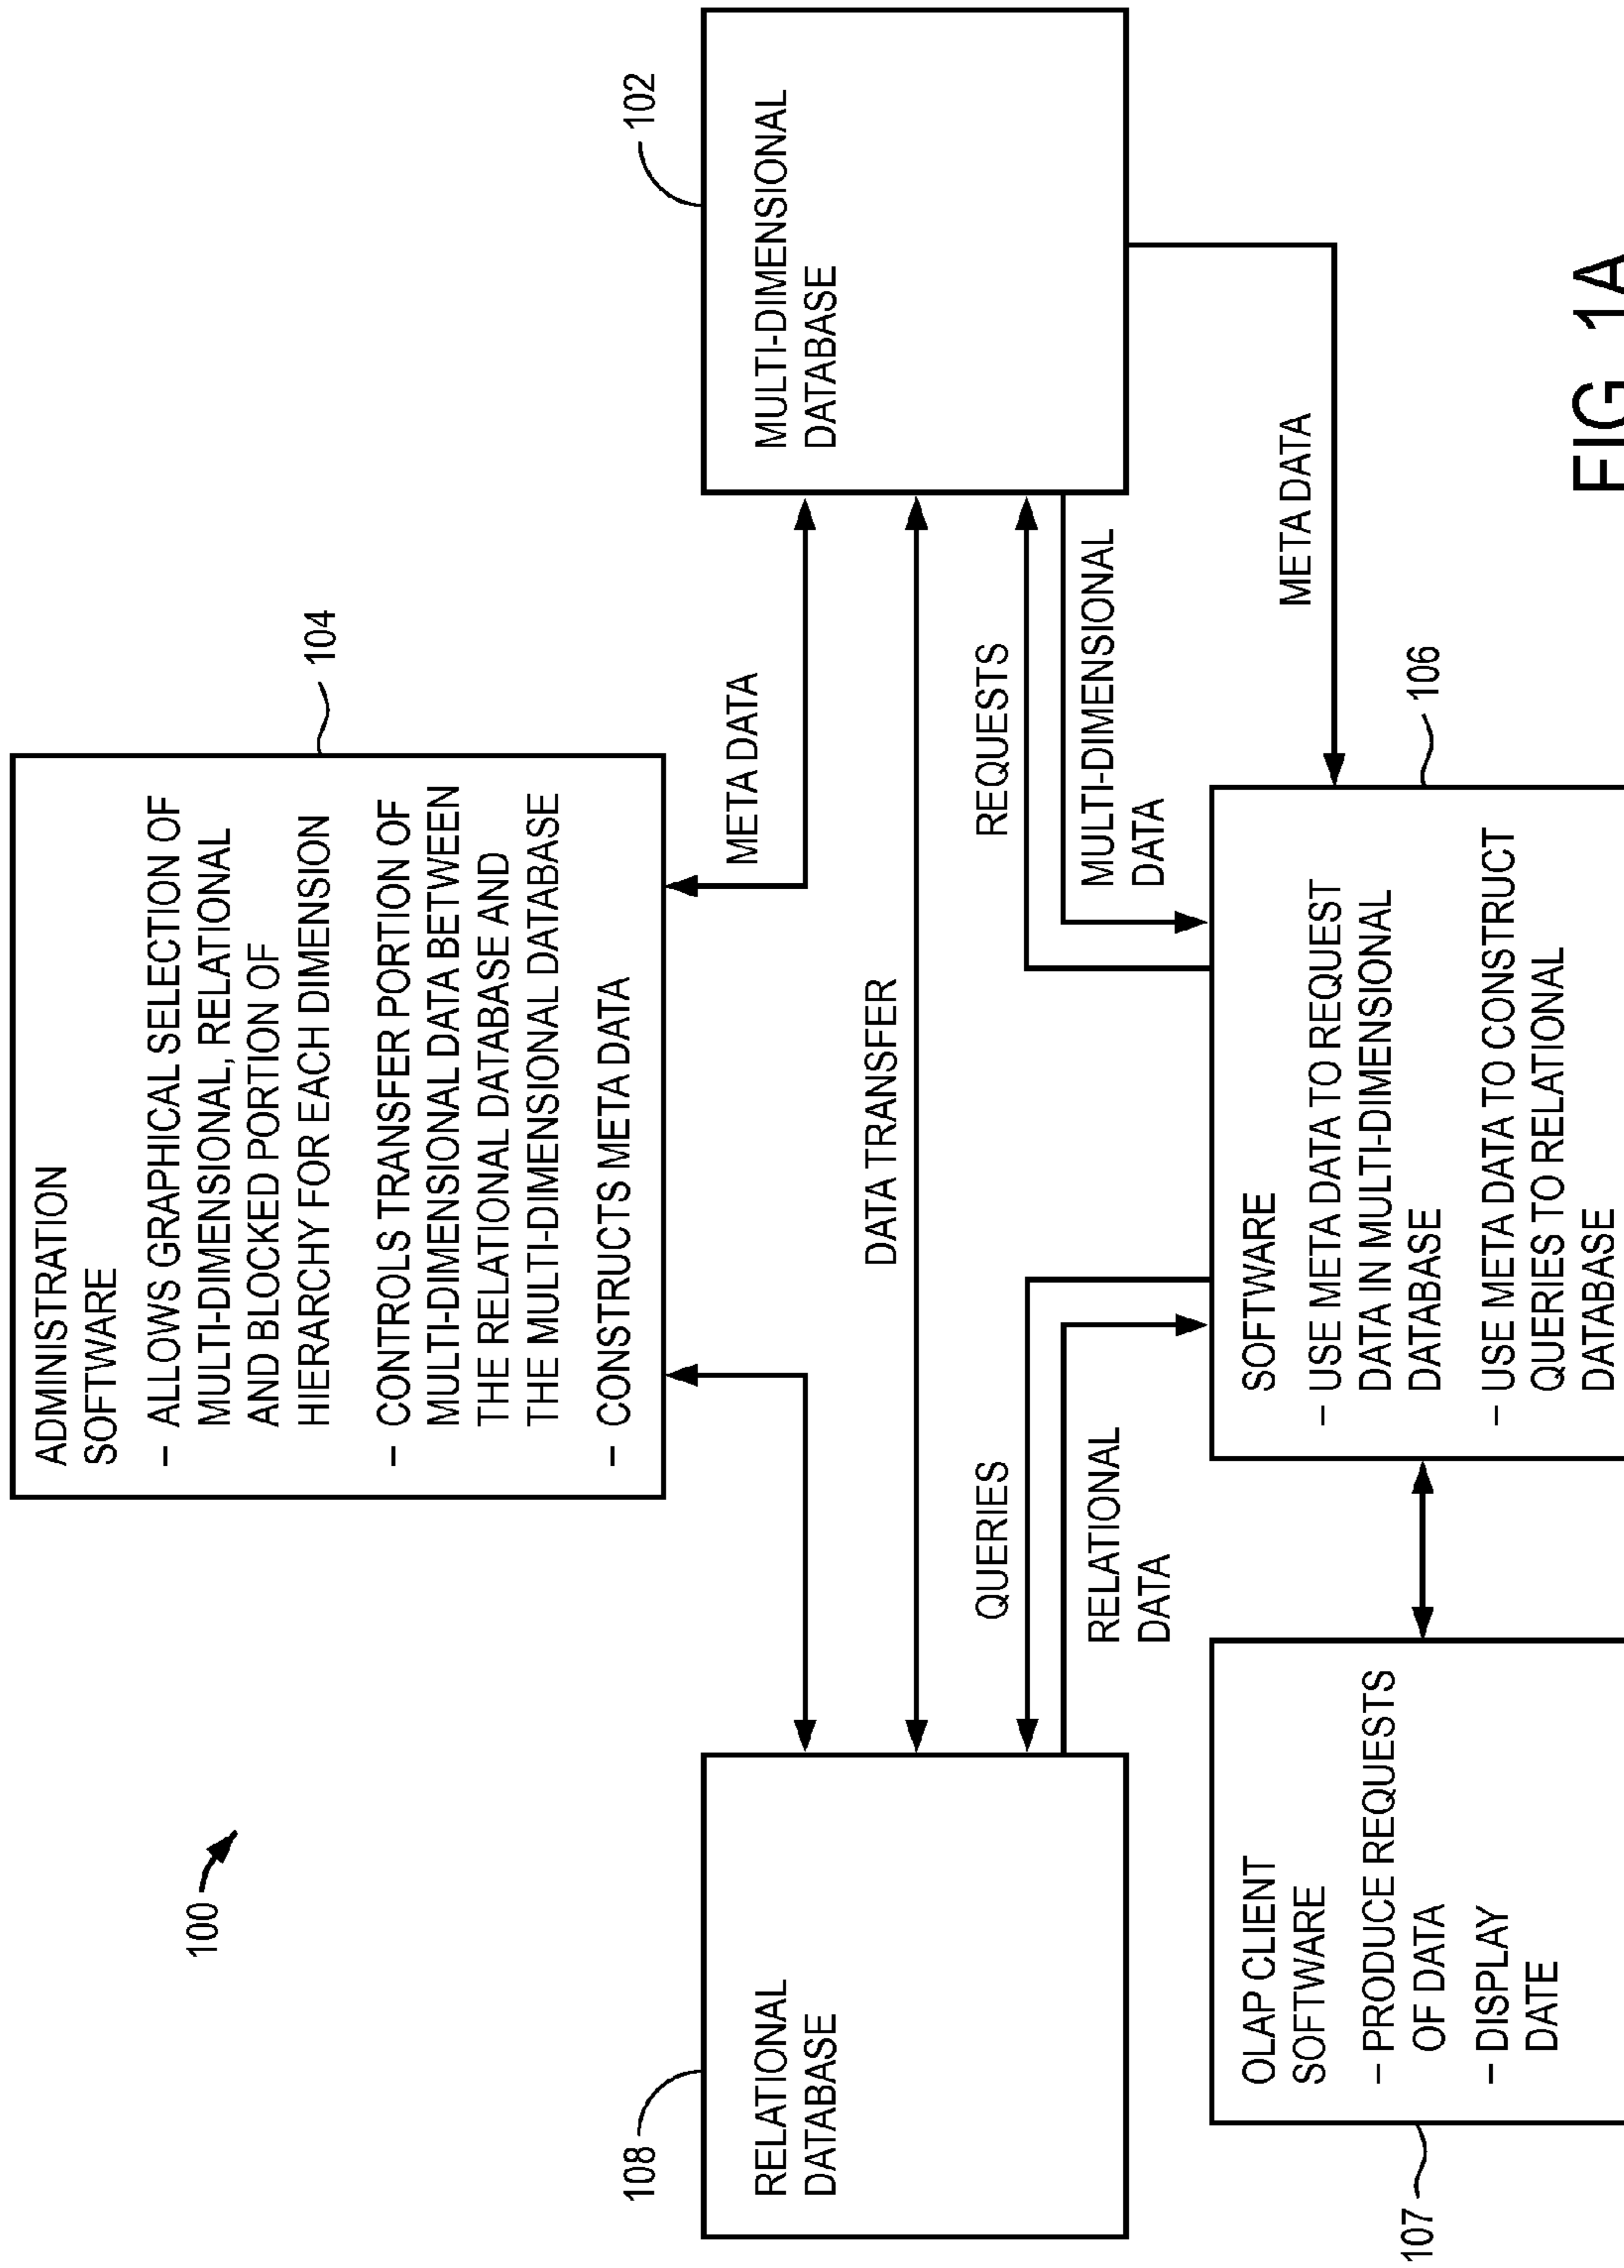 100
ADMINISTRATION
SOFTWARE
– ALLOWS GRAPHICAL SELECTION OF
MULTI-DIMENSIONAL, RELATIONAL
AND BLOCKED PORTION OF
HIERARCHY FOR EACH DIMENSION
– CONTROLS TRANSFER PORTION OF
MULTI-DIMENSIONAL DATA BETWEEN
THE RELATIONAL DATABASE AND
THE MULTI-DIMENSIONAL DATABASE
– CONSTRUCTS META DATA
104
META DATA
108
RELATIONAL
DATABASE
DATA TRANSFER
102
MULTI-DIMENSIONAL
DATABASE
QUERIES
RELATIONAL
DATA
REQUESTS
MULTI-DIMENSIONAL
DATA
META DATA
107
OLAP CLIENT
SOFTWARE
– PRODUCE REQUESTS
OF DATA
– DISPLAY
DATE
SOFTWARE
– USE META DATA TO REQUEST
DATA IN MULTI-DIMENSIONAL
DATABASE
– USE META DATA TO CONSTRUCT
QUERIES TO RELATIONAL
DATABASE
106
FIG. 1A